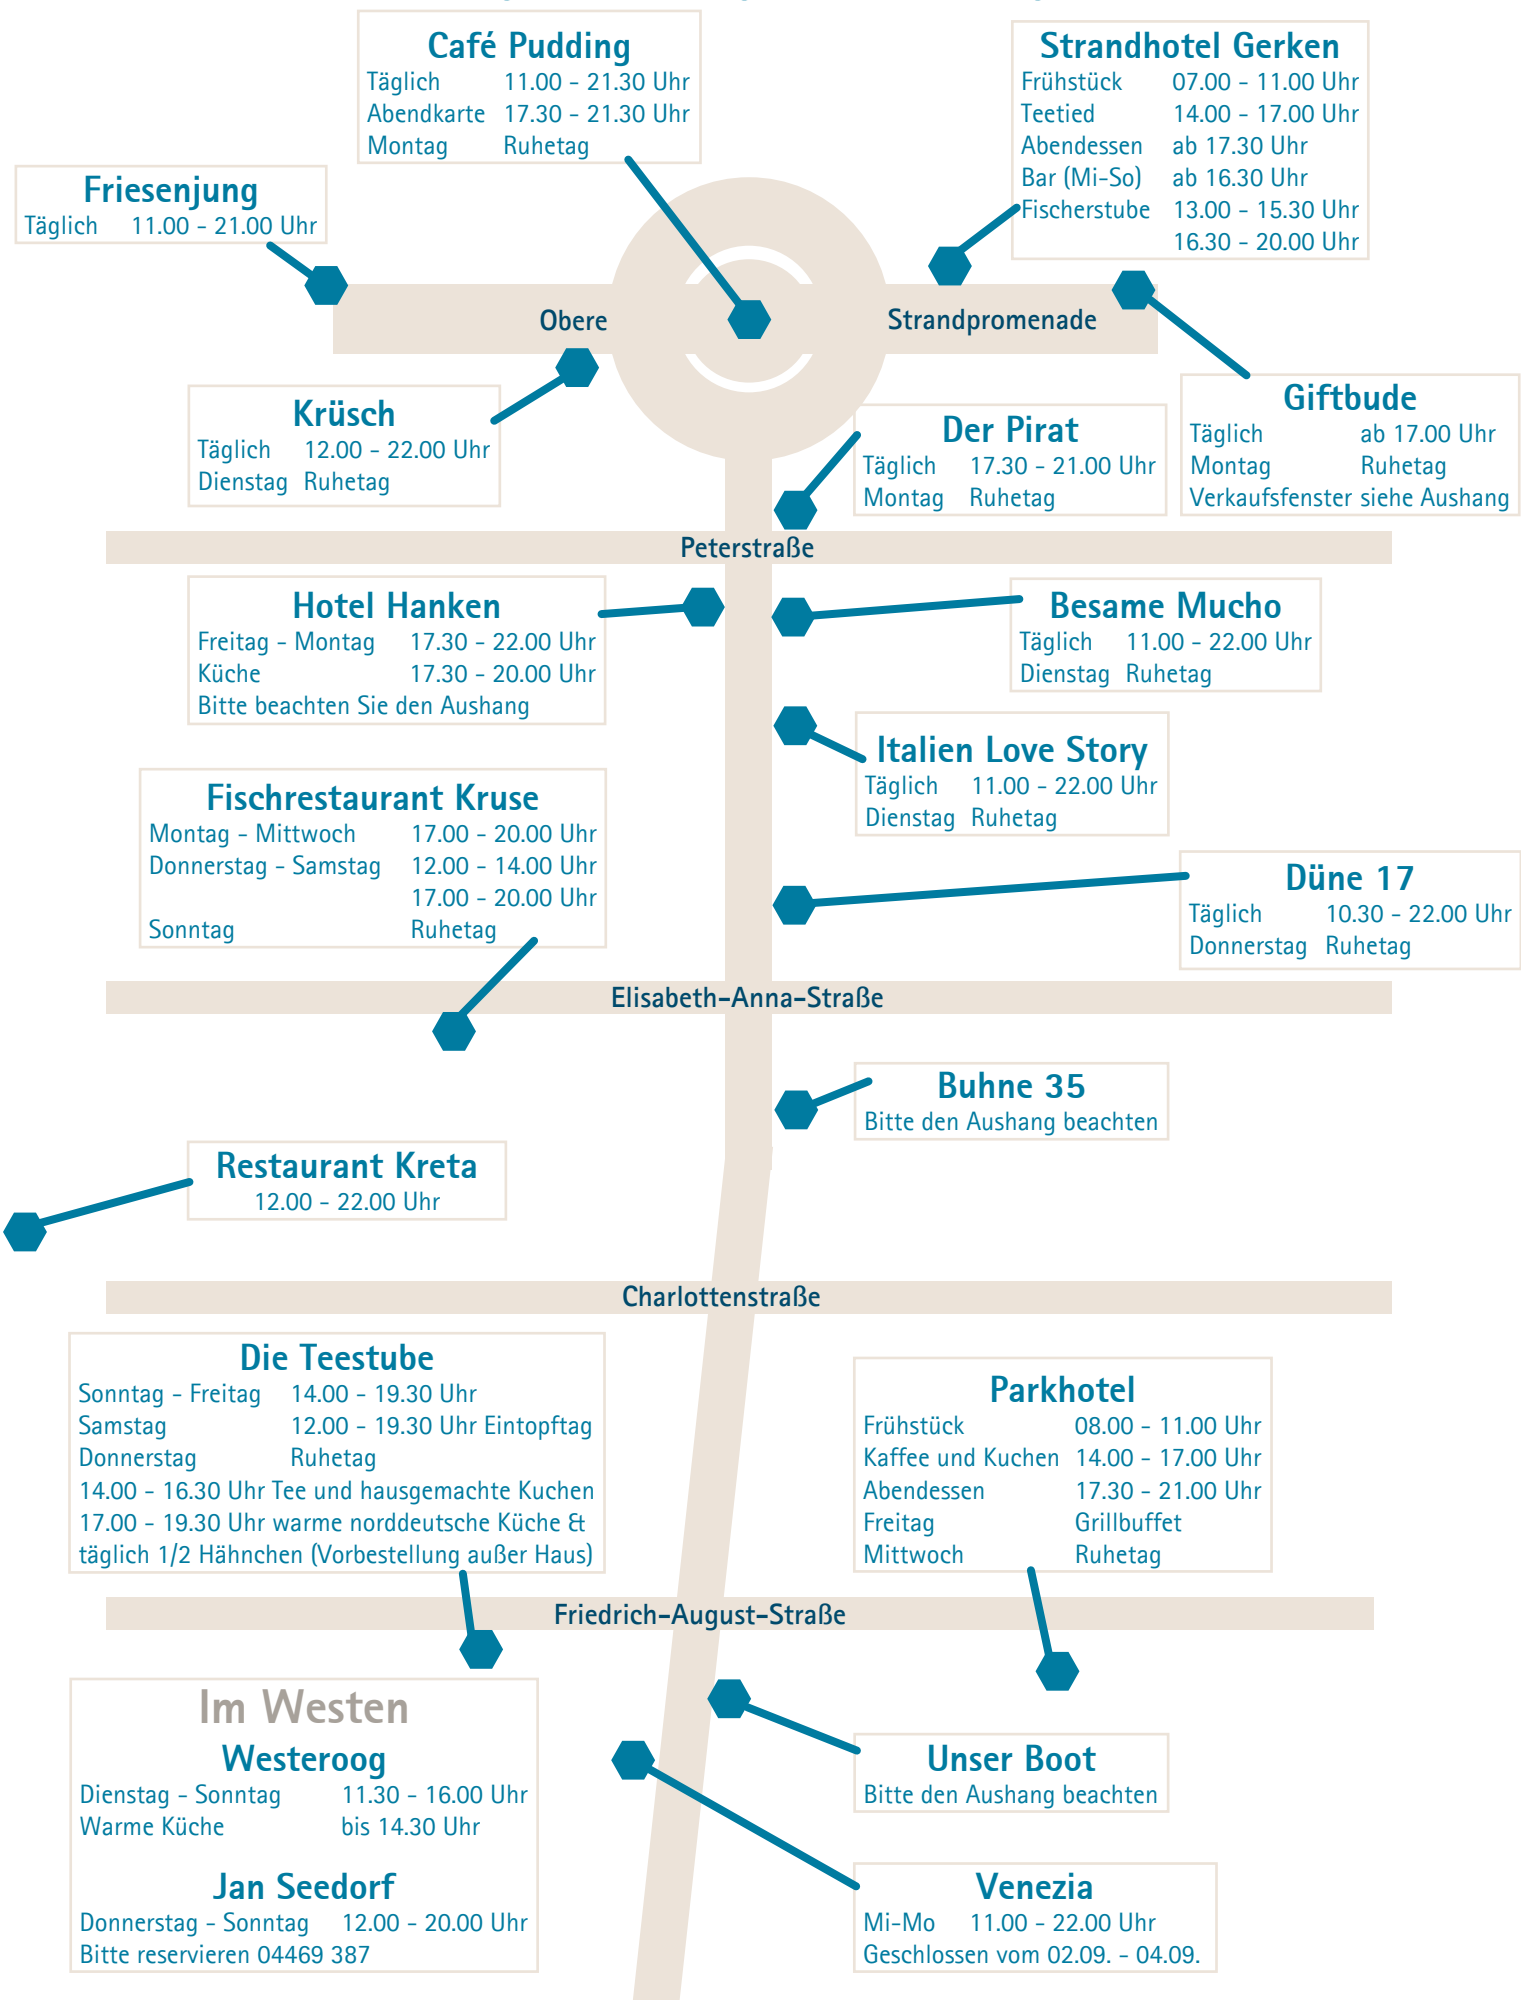 Café Pudding
Täglich 11.00 - 21.30 Uhr
Abendkarte 17.30 - 21.30 Uhr
Montag Ruhetag
Strandhotel Gerken
Frühstück 07.00 - 11.00 Uhr
Teetied 14.00 - 17.00 Uhr
Abendessen ab 17.30 Uhr
Bar (Mi-So) ab 16.30 Uhr
Fischerstube 13.00 - 15.30 Uhr
16.30 - 20.00 Uhr
Friesenjung
Täglich 11.00 - 21.00 Uhr
Obere Strandpromenade
Krüsch
Täglich 12.00 - 22.00 Uhr
Dienstag Ruhetag
Der Pirat
Täglich 17.30 - 21.00 Uhr
Montag Ruhetag
Giftbude
Täglich ab 17.00 Uhr
Montag Ruhetag
Verkaufsfenster siehe Aushang
Peterstraße
Hotel Hanken
Freitag - Montag 17.30 - 22.00 Uhr
Küche 17.30 - 20.00 Uhr
Bitte beachten Sie den Aushang
Besame Mucho
Täglich 11.00 - 22.00 Uhr
Dienstag Ruhetag
Italien Love Story
Täglich 11.00 - 22.00 Uhr
Dienstag Ruhetag
Fischrestaurant Kruse
Montag - Mittwoch 17.00 - 20.00 Uhr
Donnerstag - Samstag 12.00 - 14.00 Uhr
17.00 - 20.00 Uhr
Sonntag Ruhetag
Düne 17
Täglich 10.30 - 22.00 Uhr
Donnerstag Ruhetag
Elisabeth-Anna-Straße
Buhne 35
Bitte den Aushang beachten
Restaurant Kreta
12.00 - 22.00 Uhr
Charlottenstraße
Die Teestube
Sonntag - Freitag 14.00 - 19.30 Uhr
Samstag 12.00 - 19.30 Uhr Eintopftag
Donnerstag Ruhetag
14.00 - 16.30 Uhr Tee und hausgemachte Kuchen
17.00 - 19.30 Uhr warme norddeutsche Küche &
täglich 1/2 Hähnchen (Vorbestellung außer Haus)
Parkhotel
Frühstück 08.00 - 11.00 Uhr
Kaffee und Kuchen 14.00 - 17.00 Uhr
Abendessen 17.30 - 21.00 Uhr
Freitag Grillbuffet
Mittwoch Ruhetag
Friedrich-August-Straße
Im Westen
Westeroog
Dienstag - Sonntag 11.30 - 16.00 Uhr
Warme Küche bis 14.30 Uhr
Jan Seedorf
Donnerstag - Sonntag 12.00 - 20.00 Uhr
Bitte reservieren 04469 387
Unser Boot
Bitte den Aushang beachten
Venezia
Mi-Mo 11.00 - 22.00 Uhr
Geschlossen vom 02.09. - 04.09.